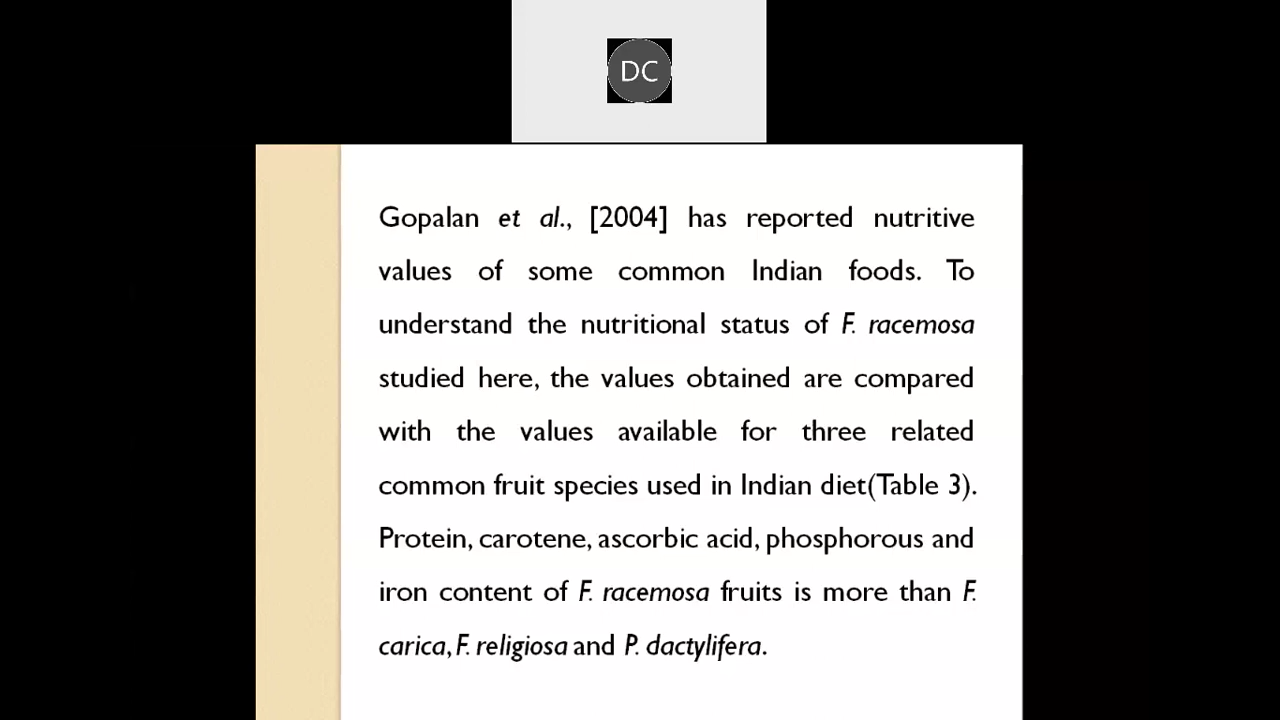 DC
Gopalan et al., [2004] has reported nutritive
values of some common Indian foods. To
understand the nutritional status of F. racemosa
studied here, the values obtained are compared
with the values available for three related
common fruit species used in Indian diet(Table 3).
Protein, carotene, ascorbic acid, phosphorous and
iron content of F. racemosa fruits is more than F.
carica, F. religiosa and P. dactylifera.